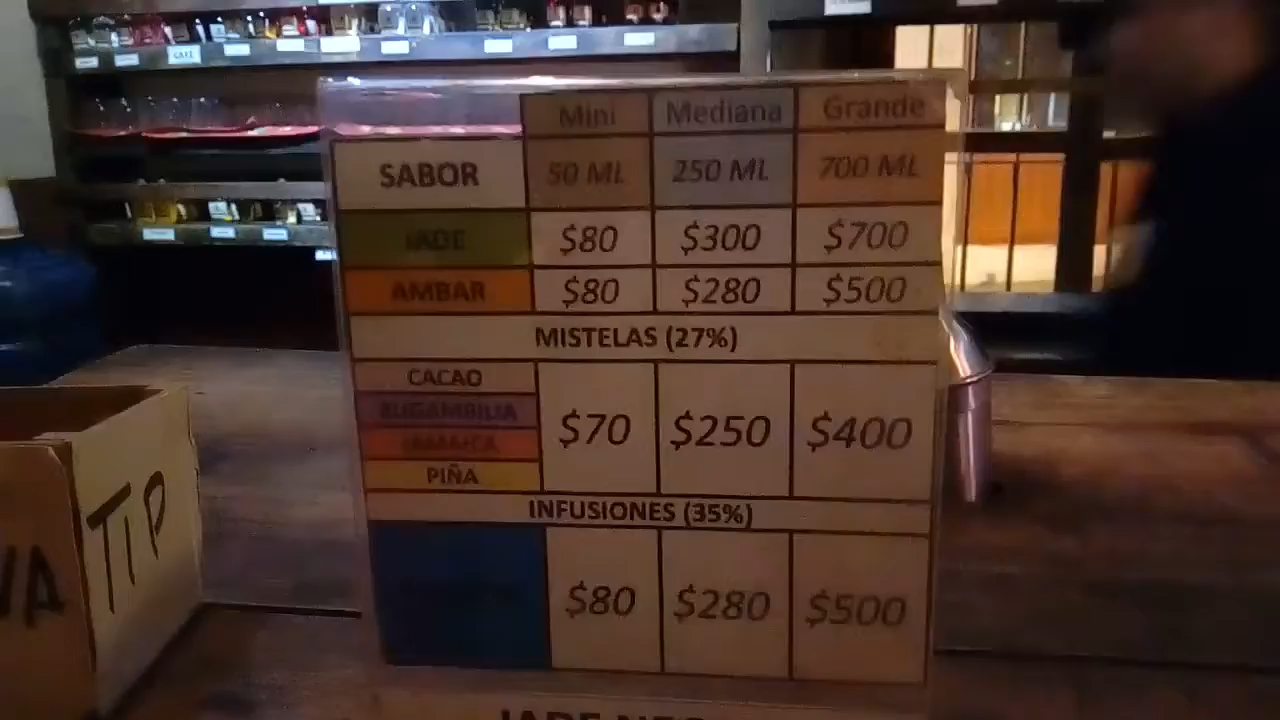 Mini Mediana Grande
SABOR 50 ML 250 ML 700 ML
JADE $80 $300 $700
AMBAR $80 $280 $500
MISTELAS (27%)
CACAO
BUGAMBILIA
JAMAICA
PIÑA
$70 $250 $400
INFUSIONES (35%)
$80 $280 $500
TIP
CAFÉ